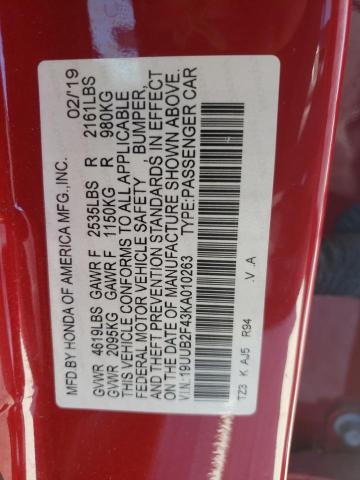 MFD.BY HONDA OF AMERICA MFG.,INC. 02/'19
GVWR 4619LBS GAWR F 2535LBS R 2161LBS
GVWR 2095KG GAWR F 1150KG R 980KG
THIS VEHICLE CONFORMS TO ALL APPLICABLE
FEDERAL MOTOR VEHICLE SAFETY , BUMPER,
AND THEFT PREVENTION STANDARDS IN EFFECT
ON THE DATE OF MANUFACTURE SHOWN ABOVE.
VIN:19UUB2F43KA010263 TYPE:PASSENGER CAR
.V .A
TZ3 K AJ5 R94